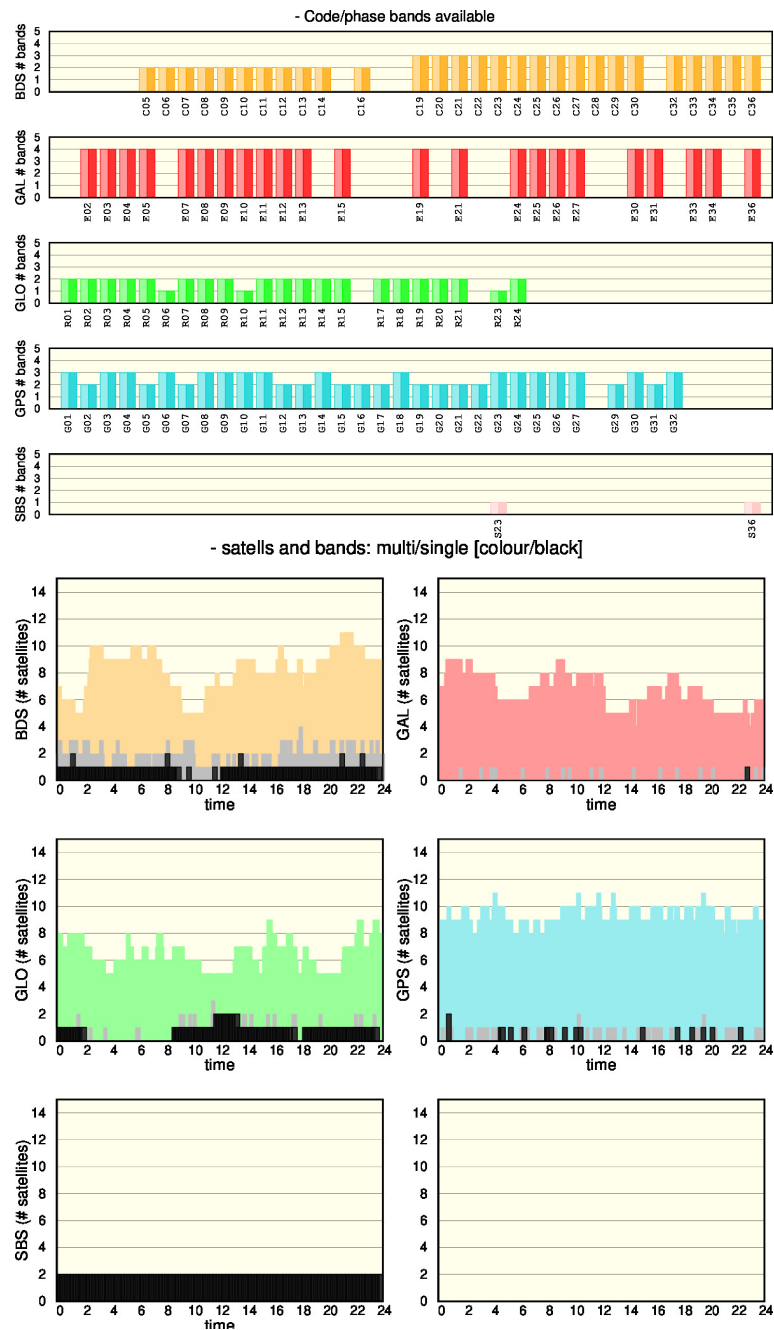 - Code/phase bands available
BDS # bands
5
4
3
2
1
0
C05 C06 C07 C08 C09 C10 C11 C12 C13 C14 C16 C19 C20 C21 C22 C23 C24 C25 C26 C27 C28 C29 C30 C32 C33 C34 C35 C36
GAL # bands
5
4
3
2
1
0
E02 E03 E04 E05 E07 E08 E09 E10 E11 E12 E13 E15 E19 E21 E24 E25 E26 E27 E30 E31 E33 E34 E36
GLO # bands
5
4
3
2
1
0
R01 R02 R03 R04 R05 R06 R07 R08 R09 R10 R11 R12 R13 R14 R15 R17 R18 R19 R20 R21 R23 R24
GPS # bands
5
4
3
2
1
0
G01 G02 G03 G04 G05 G06 G07 G08 G09 G10 G11 G12 G13 G14 G15 G16 G17 G18 G19 G20 G21 G22 G23 G24 G25 G26 G27 G29 G30 G31 G32
SBS # bands
5
4
3
2
1
0
S23 S36
- satells and bands: multi/single [colour/black]
BDS (# satellites)
14
12
10
8
6
4
2
0
0 2 4 6 8 10 12 14 16 18 20 22 24
time
GAL (# satellites)
14
12
10
8
6
4
2
0
0 2 4 6 8 10 12 14 16 18 20 22 24
time
GLO (# satellites)
14
12
10
8
6
4
2
0
0 2 4 6 8 10 12 14 16 18 20 22 24
time
GPS (# satellites)
14
12
10
8
6
4
2
0
0 2 4 6 8 10 12 14 16 18 20 22 24
time
SBS (# satellites)
14
12
10
8
6
4
2
0
0 2 4 6 8 10 12 14 16 18 20 22 24
time
14
12
10
8
6
4
2
0
0 2 4 6 8 10 12 14 16 18 20 22 24